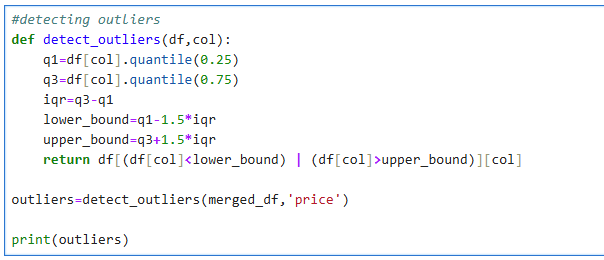 #detecting outliers
def detect_outliers(df,col):
    q1=df[col].quantile(0.25)
    q3=df[col].quantile(0.75)
    iqr=q3-q1
    lower_bound=q1-1.5*iqr
    upper_bound=q3+1.5*iqr
    return df[(df[col]<lower_bound) | (df[col]>upper_bound)][col]
outliers=detect_outliers(merged_df,'price')
print(outliers)